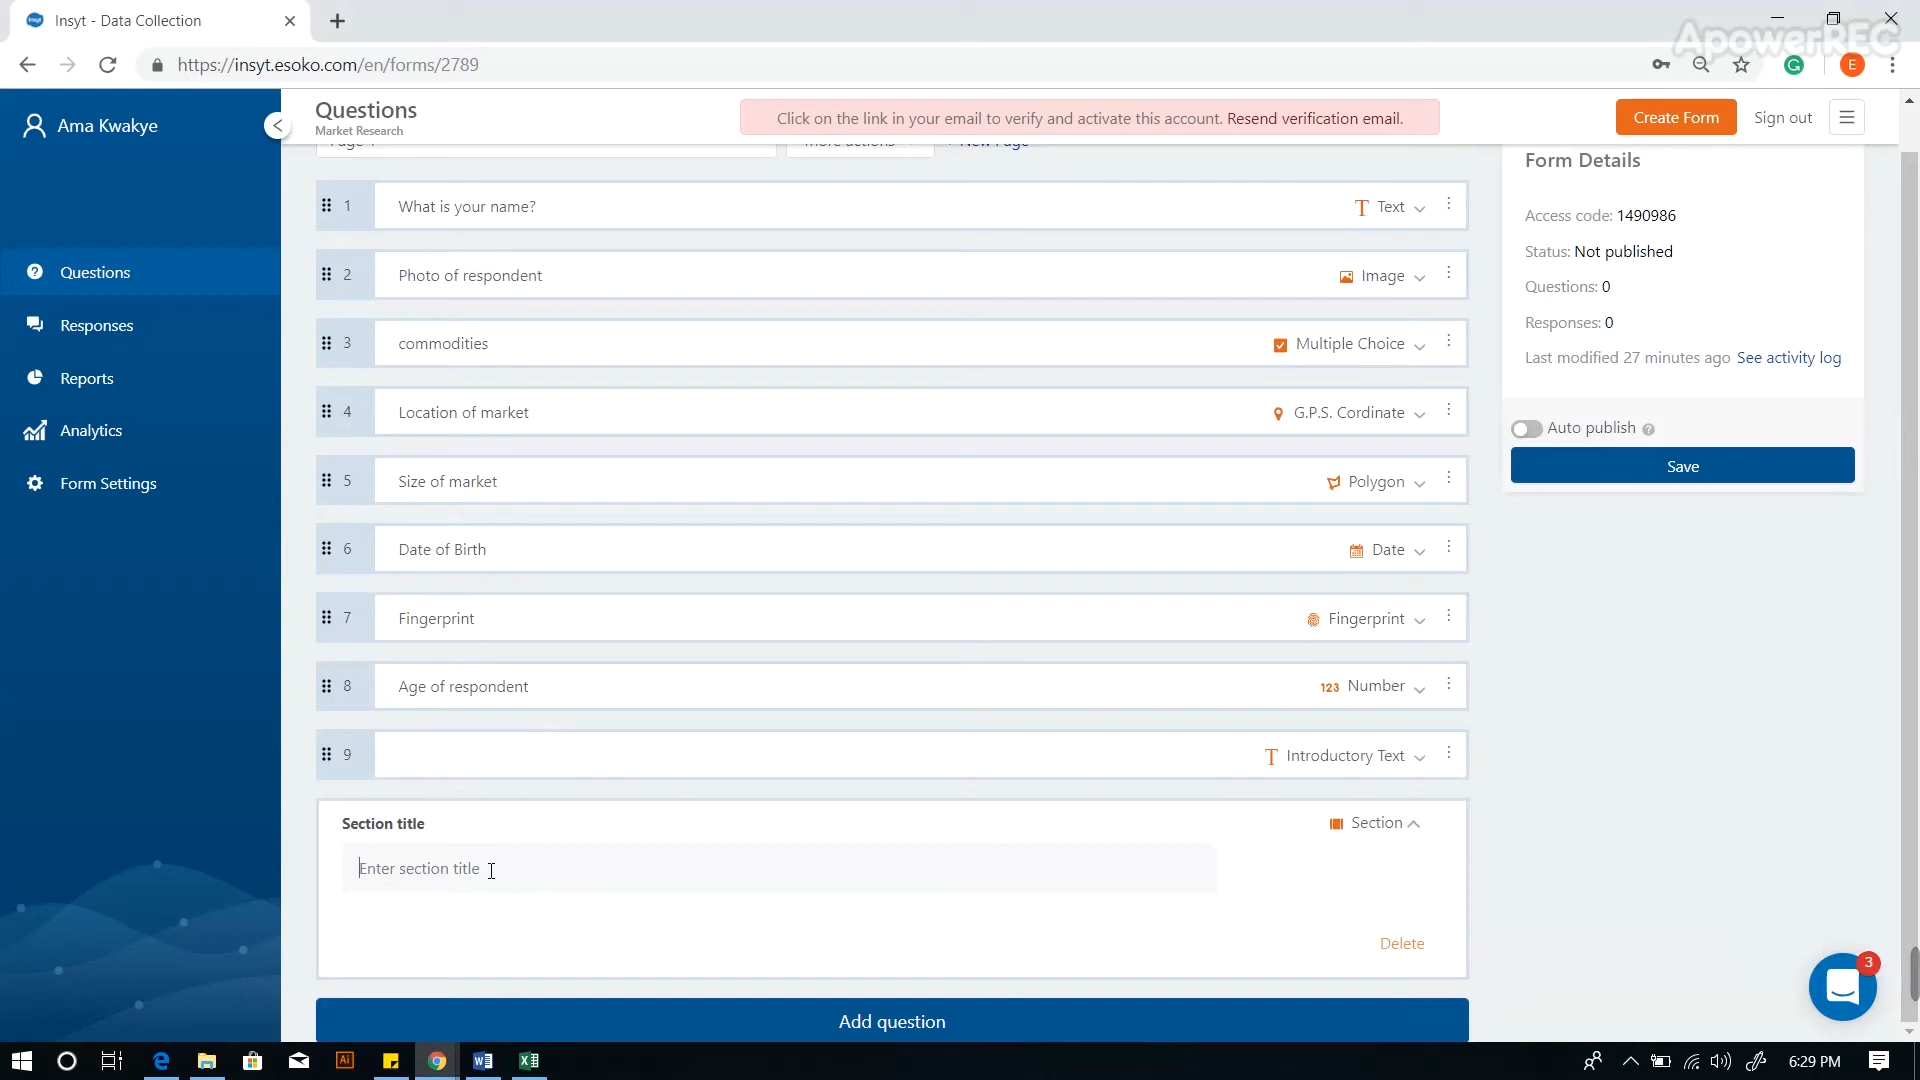 Insyt - Data Collection
ApowerREC
https://insyt.esoko.com/en/forms/2789
E
Ama Kwakye
Questions
Market Research
Click on the link in your email to verify and activate this account. Resend verification email.
Create Form
Sign out
Questions
Responses
Reports
Analytics
Form Settings
Page 1
More actions
+ New Page
1 What is your name? Text
2 Photo of respondent Image
3 commodities Multiple Choice
4 Location of market G.P.S. Cordinate
5 Size of market Polygon
6 Date of Birth Date
7 Fingerprint Fingerprint
8 Age of respondent 123 Number
9 Introductory Text
Section title Section
Enter section title
Delete
Add question
Form Details
Access code: 1490986
Status: Not published
Questions: 0
Responses: 0
Last modified 27 minutes ago See activity log
Auto publish
Save
3
6:29 PM